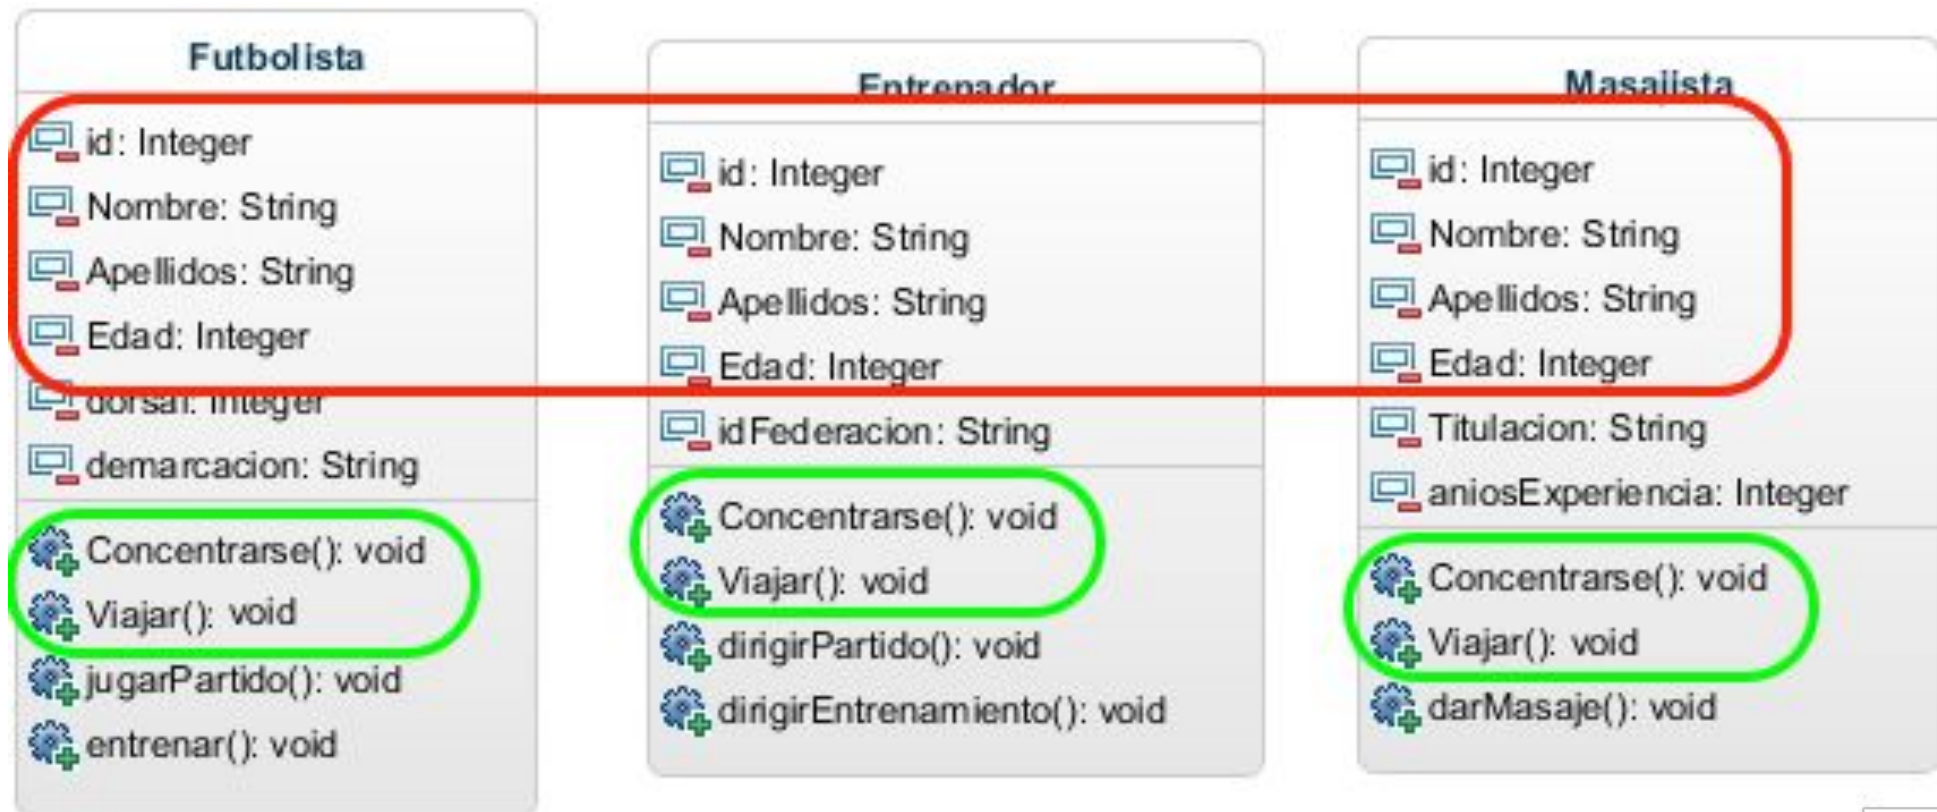 Futbolista
id: Integer
Nombre: String
Apellidos: String
Edad: Integer
dorsal: Integer
demarcacion: String
Concentrarse(): void
Viajar(): void
jugarPartido(): void
entrenar(): void
Entrenador
id: Integer
Nombre: String
Apellidos: String
Edad: Integer
idFederacion: String
Concentrarse(): void
Viajar(): void
dirigirPartido(): void
dirigirEntrenamiento(): void
Masajista
id: Integer
Nombre: String
Apellidos: String
Edad: Integer
Titulacion: String
aniosExperiencia: Integer
Concentrarse(): void
Viajar(): void
darMasaje(): void